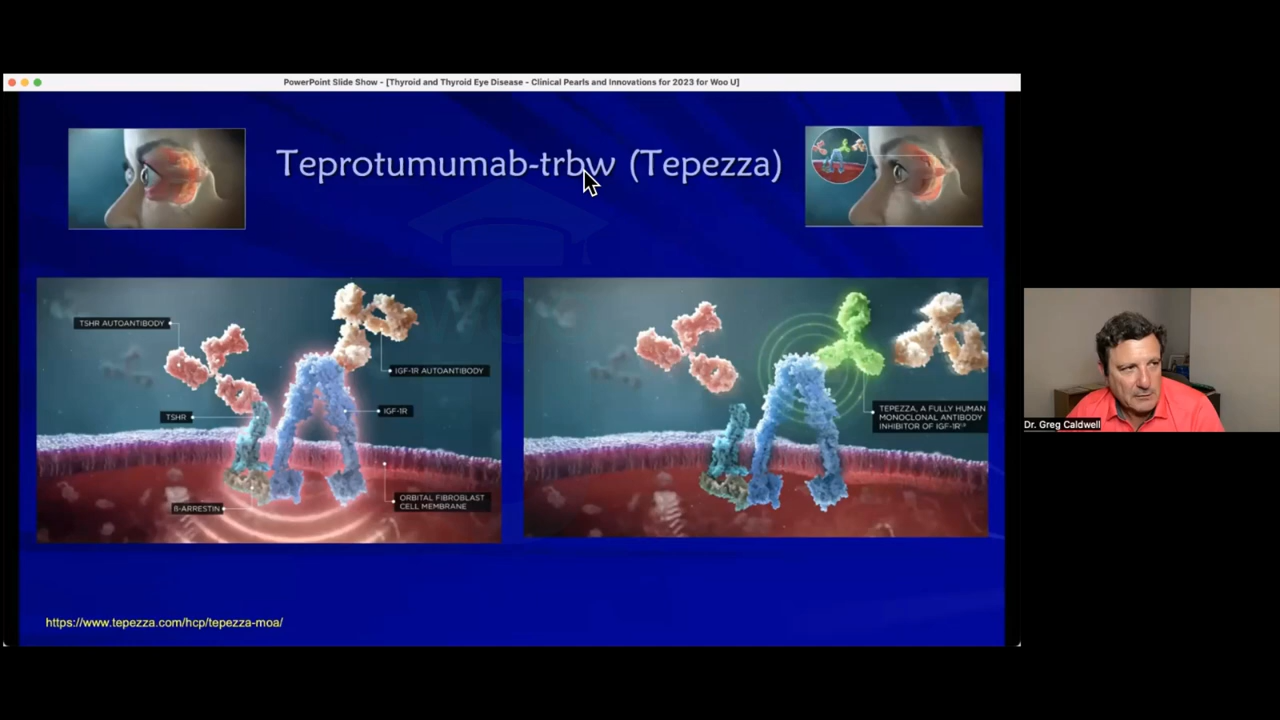 PowerPoint Slide Show - [Thyroid and Thyroid Eye Disease - Clinical Pearls and Innovations for 2023 for Woo U]
Teprotumumab-trbw (Tepezza)
TSHR AUTOANTIBODY
IGF-1R AUTOANTIBODY
TSHR
IGF-1R
ß-ARRESTIN
ORBITAL FIBROBLAST
CELL MEMBRANE
TEPEZZA, A FULLY HUMAN
MONOCLONAL ANTIBODY
INHIBITOR OF IGF-1R
Dr. Greg Caldwell
https://www.tepezza.com/hcp/tepezza-moa/